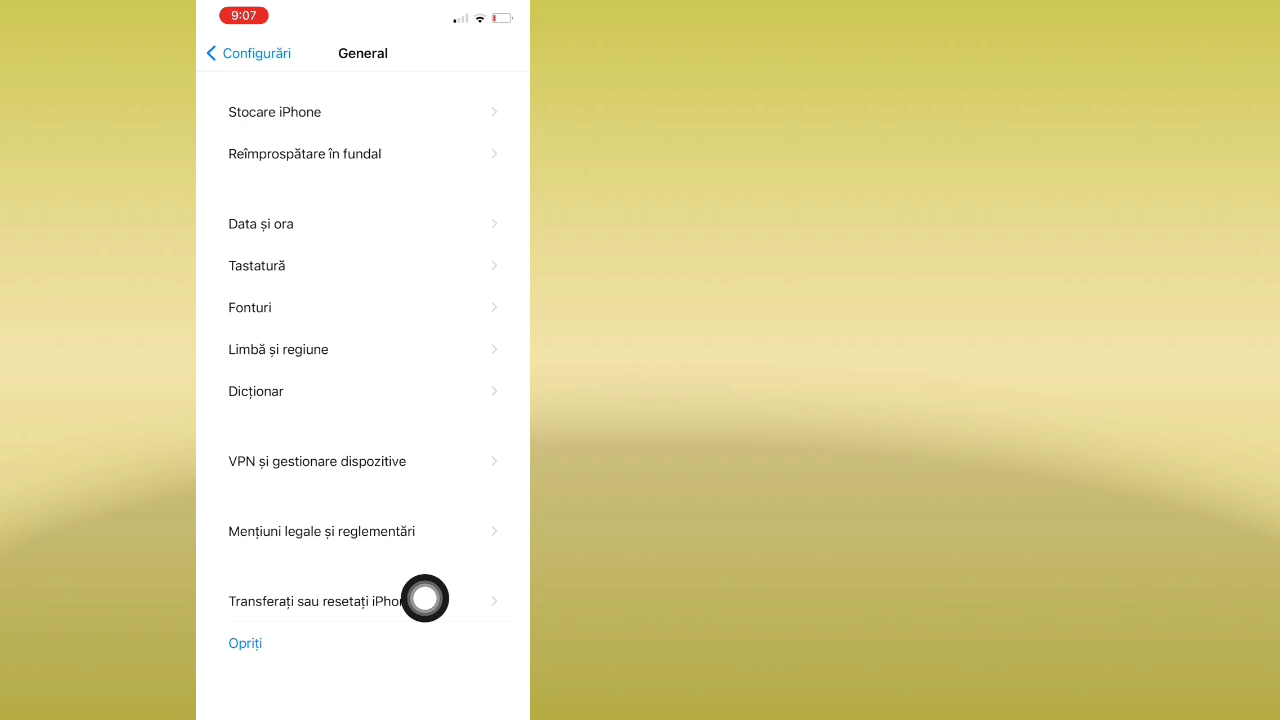 9:07
Configurări
General
Stocare iPhone
Reîmprospătare în fundal
Data și ora
Tastatură
Fonturi
Limbă și regiune
Dicționar
VPN și gestionare dispozitive
Mențiuni legale și reglementări
Transferați sau resetați
Opriți